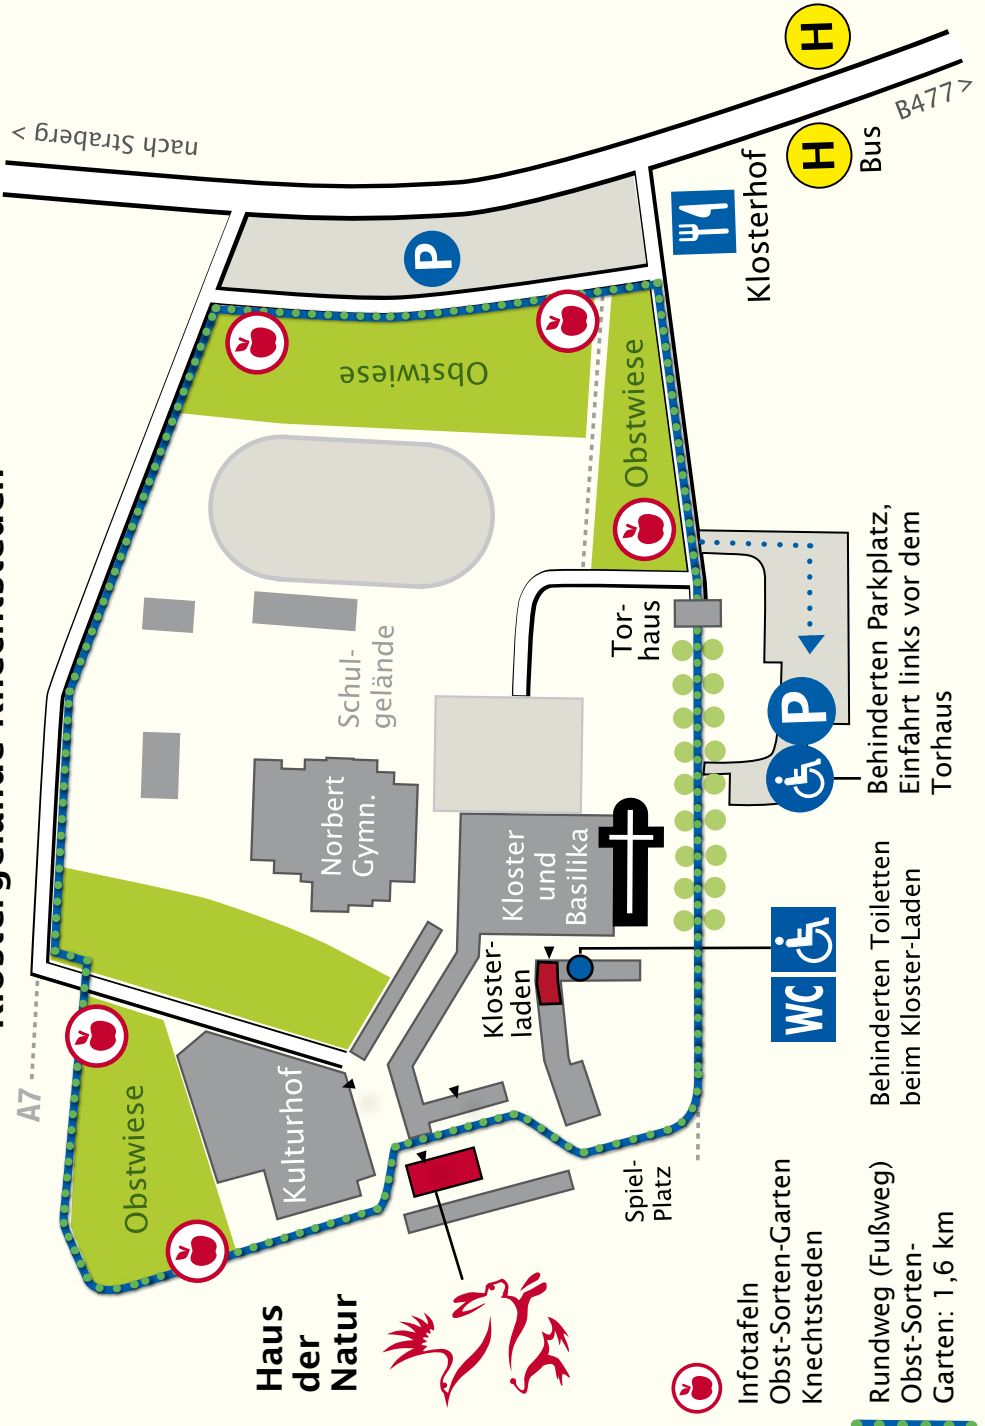 nach Straberg >
B477 >
H
H
Bus
Klosterhof
P
Obstwiese
Obstwiese
Schul-
gelände
Tor-
haus
Norbert
Gymn.
Kloster
und
Basilika
Kloster-
laden
A7
Obstwiese
Kulturhof
Spiel-
Platz
Haus
der
Natur
P
Behinderten Parkplatz,
Einfahrt links vor dem
Torhaus
WC
Behinderten Toiletten
beim Kloster-Laden
Infotafeln
Obst-Sorten-Garten
Knechtsteden
Rundweg (Fußweg)
Obst-Sorten-
Garten: 1,6 km